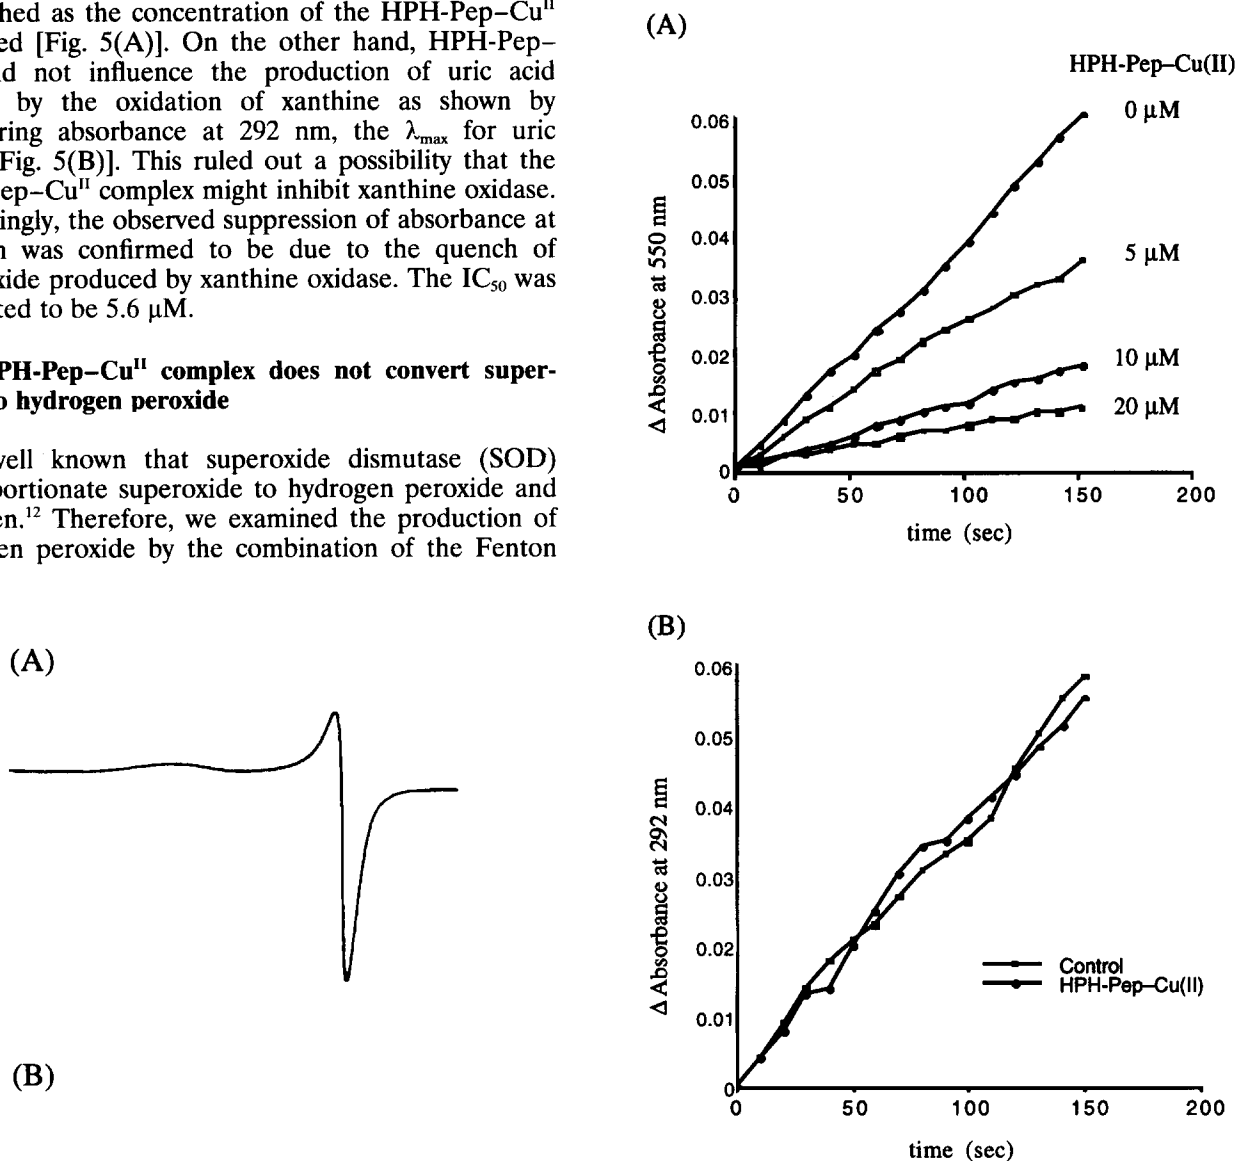 hed as the concentration of the HPH-Pep–Cuᴵᴵ
ed [Fig. 5(A)]. On the other hand, HPH-Pep–
d not influence the production of uric acid
by the oxidation of xanthine as shown by
ring absorbance at 292 nm, the λmax for uric
Fig. 5(B)]. This ruled out a possibility that the
ep–Cuᴵᴵ complex might inhibit xanthine oxidase.
ingly, the observed suppression of absorbance at
n was confirmed to be due to the quench of
xide produced by xanthine oxidase. The IC₅₀ was
ted to be 5.6 µM.
PH-Pep–Cuᴵᴵ complex does not convert super-
o hydrogen peroxide
well known that superoxide dismutase (SOD)
portionate superoxide to hydrogen peroxide and
en.¹² Therefore, we examined the production of
en peroxide by the combination of the Fenton
(A)
(B)
(A)
HPH-Pep–Cu(II)
0 µM
5 µM
10 µM
20 µM
Δ Absorbance at 550 nm
0.06
0.05
0.04
0.03
0.02
0.01
0
0 50 100 150 200
time (sec)
(B)
Δ Absorbance at 292 nm
0.06
0.05
0.04
0.03
0.02
0.01
0
Control
HPH-Pep–Cu(II)
0 50 100 150 200
time (sec)